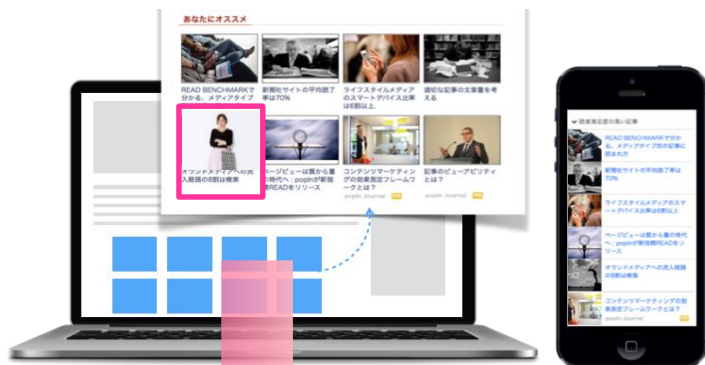 あなたにオススメ
READ BENCHMARKで
分かる、メディアタイプ
新聞社サイトの平均読了
率は70%
ライフスタイルメディア
のスマートデバイス比率
は6割以上
適切な記事の文章量を考
える
オウンドメディアへの流
入経路の8割は検索
ページビューは質から量
の時代へ：popInが新指
標READをリリース
コンテンツマーケティン
グの効果測定フレームワ
ークとは？
popIn Journal
記事のビューアビリティ
とは？
popIn Journal
読者満足度の高い記事
READ BENCHMARKで分か
る、メディアタイプ別の記事に
読まれ方
新聞社サイトの平均読了率は
70%
ライフスタイルメディアのスマ
ートデバイス比率は6割以上
ページビューは質から量の時代
へ：popInが新指標READをリ
リース
オウンドメディアへの流入経路
の8割は検索
コンテンツマーケティングの効
果測定フレームワークとは？
popIn Journal